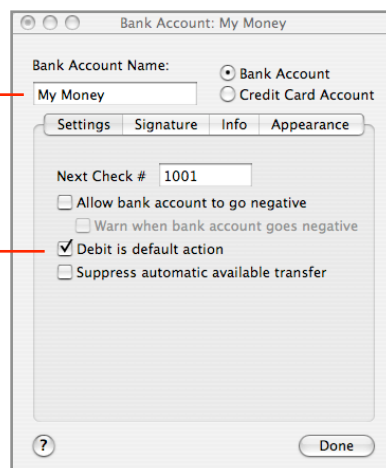 Bank Account: My Money
Bank Account Name:
My Money
Bank Account
Credit Card Account
Settings Signature Info Appearance
Next Check # 1001
Allow bank account to go negative
Warn when bank account goes negative
Debit is default action
Suppress automatic available transfer
? Done